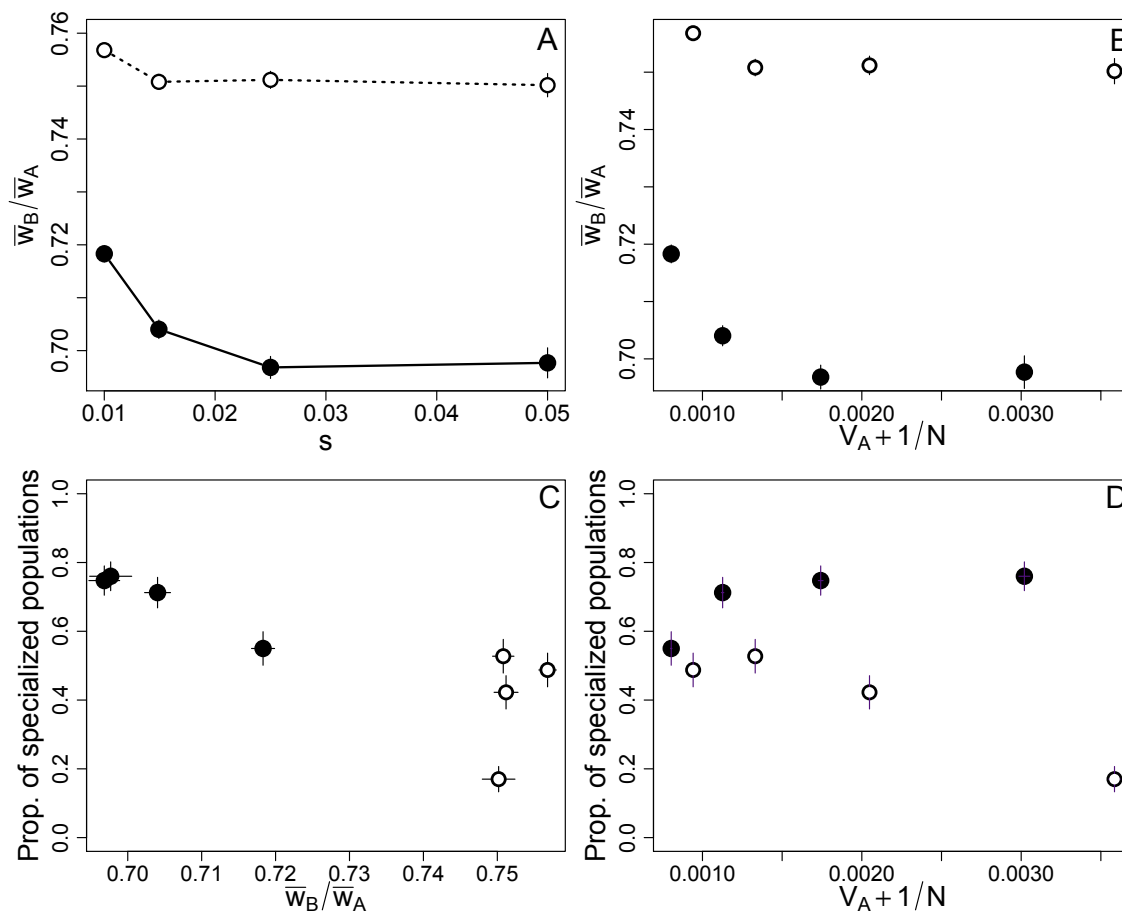 A
w̅B/w̅A
0.70
0.72
0.74
0.76
0.01 0.02 0.03 0.04 0.05
s
B
w̅B/w̅A
0.70
0.72
0.74
0.0010 0.0020 0.0030
VA + 1/N
C
Prop. of specialized populations
0.0
0.2
0.4
0.6
0.8
1.0
0.70 0.71 0.72 0.73 0.74 0.75
w̅B/w̅A
D
Prop. of specialized populations
0.0
0.2
0.4
0.6
0.8
1.0
0.0010 0.0020 0.0030
VA + 1/N